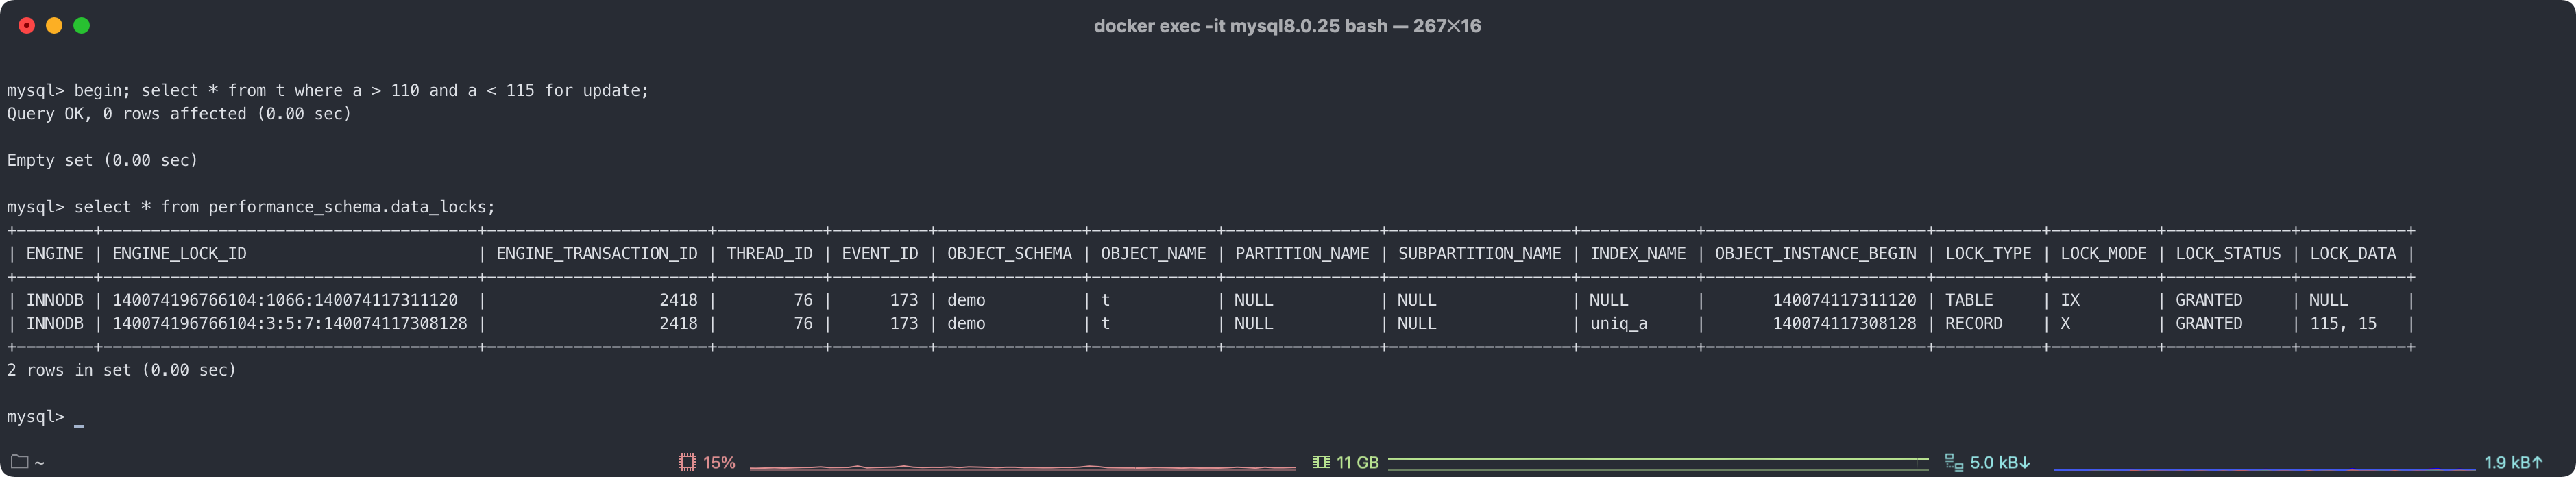 docker exec -it mysql8.0.25 bash — 267×16
mysql> begin; select * from t where a > 110 and a < 115 for update;
Query OK, 0 rows affected (0.00 sec)
Empty set (0.00 sec)
mysql> select * from performance_schema.data_locks;
+--------+---------------------------------------+-----------------------+-----------+----------+---------------+-------------+----------------+-------------------+------------+-----------------------+-----------+-----------+-------------+-----------+
| ENGINE | ENGINE_LOCK_ID                        | ENGINE_TRANSACTION_ID | THREAD_ID | EVENT_ID | OBJECT_SCHEMA | OBJECT_NAME | PARTITION_NAME | SUBPARTITION_NAME | INDEX_NAME | OBJECT_INSTANCE_BEGIN | LOCK_TYPE | LOCK_MODE | LOCK_STATUS | LOCK_DATA |
+--------+---------------------------------------+-----------------------+-----------+----------+---------------+-------------+----------------+-------------------+------------+-----------------------+-----------+-----------+-------------+-----------+
| INNODB | 140074196766104:1066:140074117311120  |                  2418 |        76 |      173 | demo          | t           | NULL           | NULL              | NULL       |       140074117311120 | TABLE     | IX        | GRANTED     | NULL      |
| INNODB | 140074196766104:3:5:7:140074117308128 |                  2418 |        76 |      173 | demo          | t           | NULL           | NULL              | uniq_a     |       140074117308128 | RECORD    | X         | GRANTED     | 115, 15   |
+--------+---------------------------------------+-----------------------+-----------+----------+---------------+-------------+----------------+-------------------+------------+-----------------------+-----------+-----------+-------------+-----------+
2 rows in set (0.00 sec)
mysql> _
~ 15% 11 GB 5.0 kB↓ 1.9 kB↑